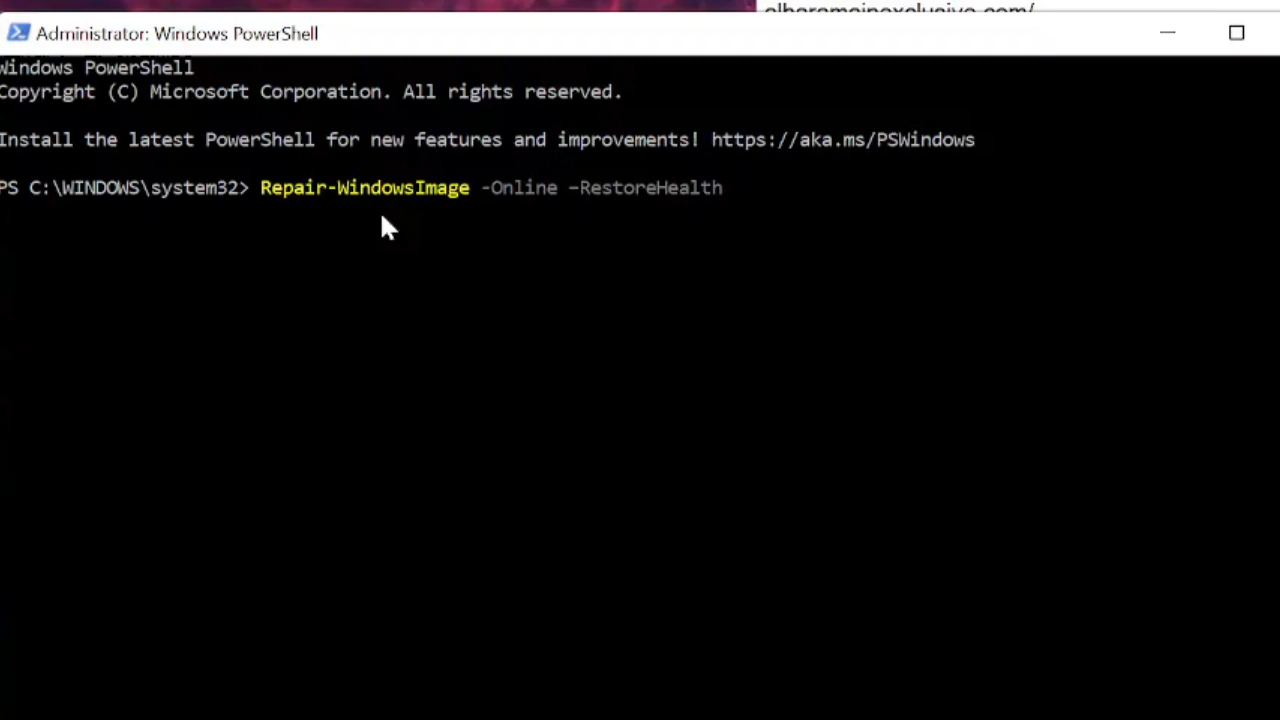 Administrator: Windows PowerShell
Windows PowerShell
Copyright (C) Microsoft Corporation. All rights reserved.
Install the latest PowerShell for new features and improvements! https://aka.ms/PSWindows
PS C:\WINDOWS\system32> Repair-WindowsImage -Online –RestoreHealth